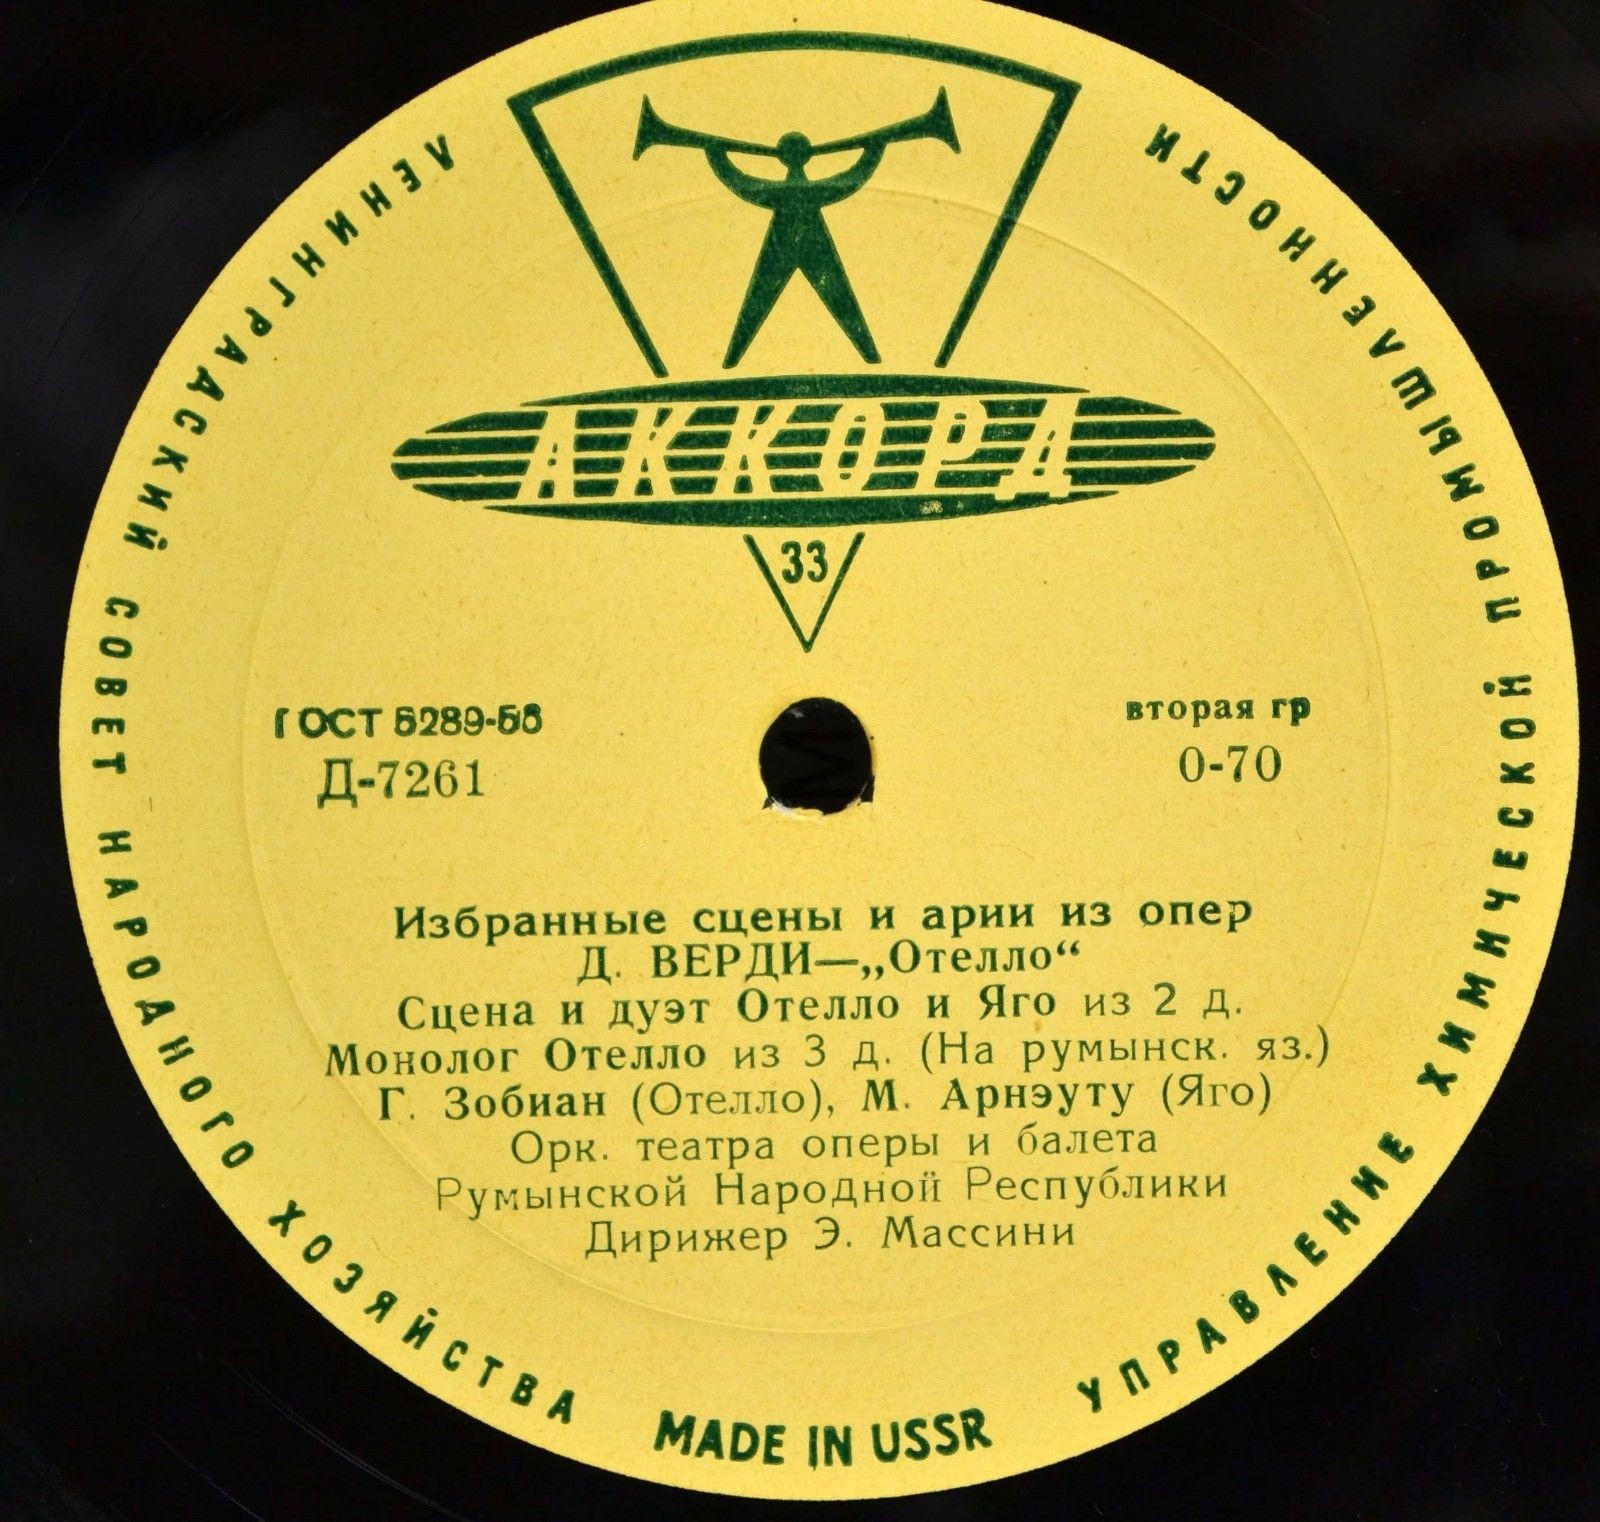 ЛЕНИНГРАДСКИЙ СОВЕТ НАРОДНОГО ХОЗЯЙСТВА
УПРАВЛЕНИЕ ХИМИЧЕСКОЙ ПРОМЫШЛЕННОСТИ
АККОРД
33
ГОСТ 5289-56
вторая гр
Д-7261
0-70
Избранные сцены и арии из опер
Д. ВЕРДИ—„Отелло“
Сцена и дуэт Отелло и Яго из 2 д.
Монолог Отелло из 3 д. (На румынск. яз.)
Г. Зобиан (Отелло), М. Арнэуту (Яго)
Орк. театра оперы и балета
Румынской Народной Республики
Дирижер Э. Массини
MADE IN USSR